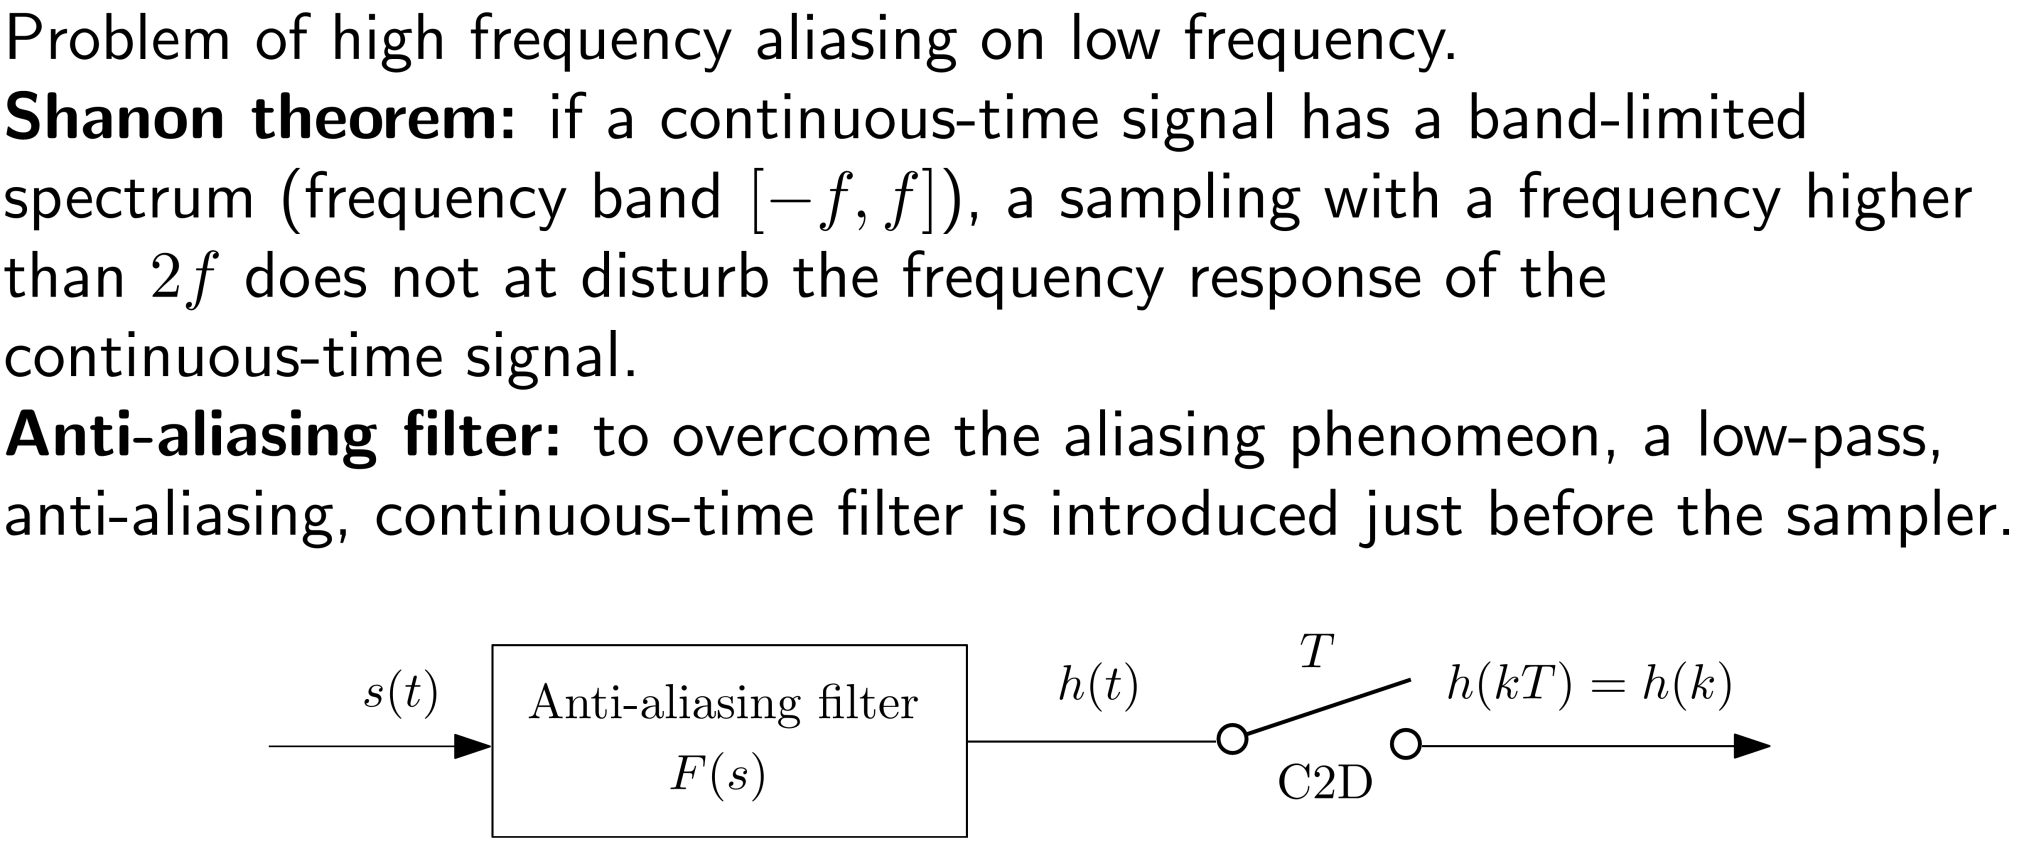 Problem of high frequency aliasing on low frequency.
Shanon theorem: if a continuous-time signal has a band-limited
spectrum (frequency band [−f, f]), a sampling with a frequency higher
than 2f does not at disturb the frequency response of the
continuous-time signal.
Anti-aliasing filter: to overcome the aliasing phenomeon, a low-pass,
anti-aliasing, continuous-time filter is introduced just before the sampler.
s(t)
Anti-aliasing filter
F(s)
h(t)
T
C2D
h(kT) = h(k)